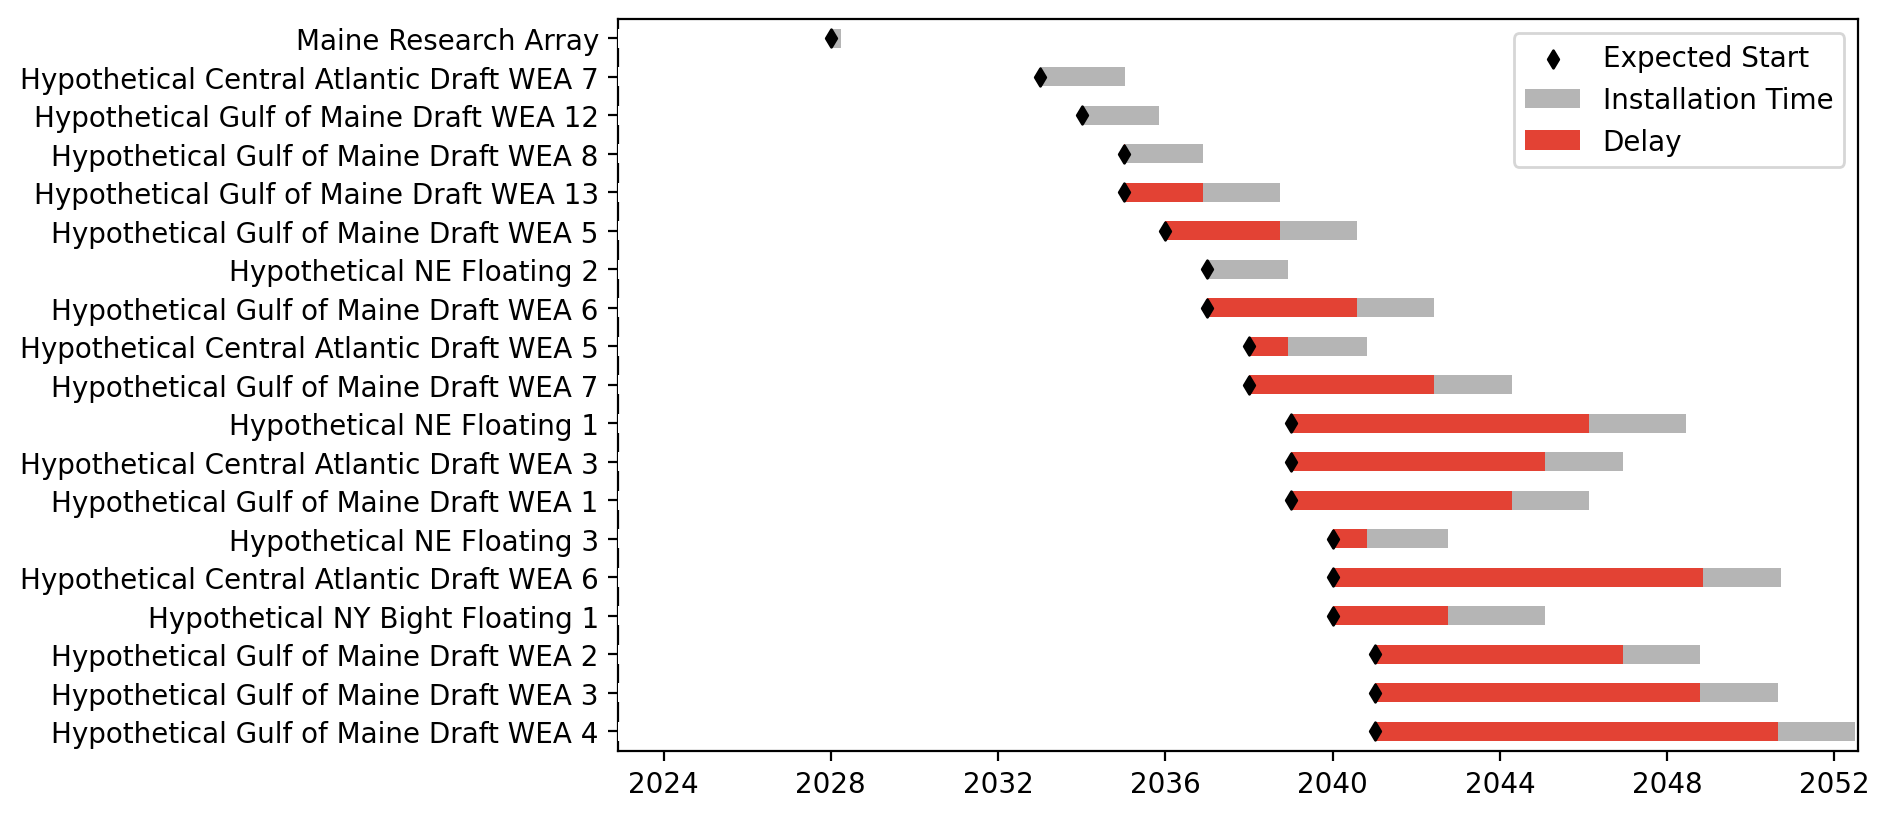 Maine Research Array
Hypothetical Central Atlantic Draft WEA 7
Hypothetical Gulf of Maine Draft WEA 12
Hypothetical Gulf of Maine Draft WEA 8
Hypothetical Gulf of Maine Draft WEA 13
Hypothetical Gulf of Maine Draft WEA 5
Hypothetical NE Floating 2
Hypothetical Gulf of Maine Draft WEA 6
Hypothetical Central Atlantic Draft WEA 5
Hypothetical Gulf of Maine Draft WEA 7
Hypothetical NE Floating 1
Hypothetical Central Atlantic Draft WEA 3
Hypothetical Gulf of Maine Draft WEA 1
Hypothetical NE Floating 3
Hypothetical Central Atlantic Draft WEA 6
Hypothetical NY Bight Floating 1
Hypothetical Gulf of Maine Draft WEA 2
Hypothetical Gulf of Maine Draft WEA 3
Hypothetical Gulf of Maine Draft WEA 4
Expected Start
Installation Time
Delay
2024 2028 2032 2036 2040 2044 2048 2052